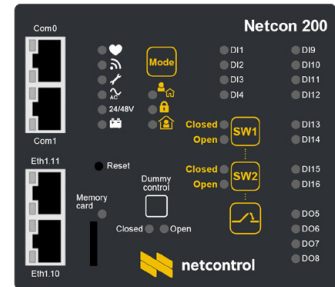 Netcon 200
Com0
Com1
Eth1.11
Eth1.10
Mode
AC
24/48V
Reset
Memory
card
Dummy
control
Closed Open
DI1
DI2
DI3
DI4
DI9
DI10
DI11
DI12
Closed
Open
SW1
DI13
DI14
Closed
Open
SW2
DI15
DI16
DO5
DO6
DO7
DO8
netcontrol